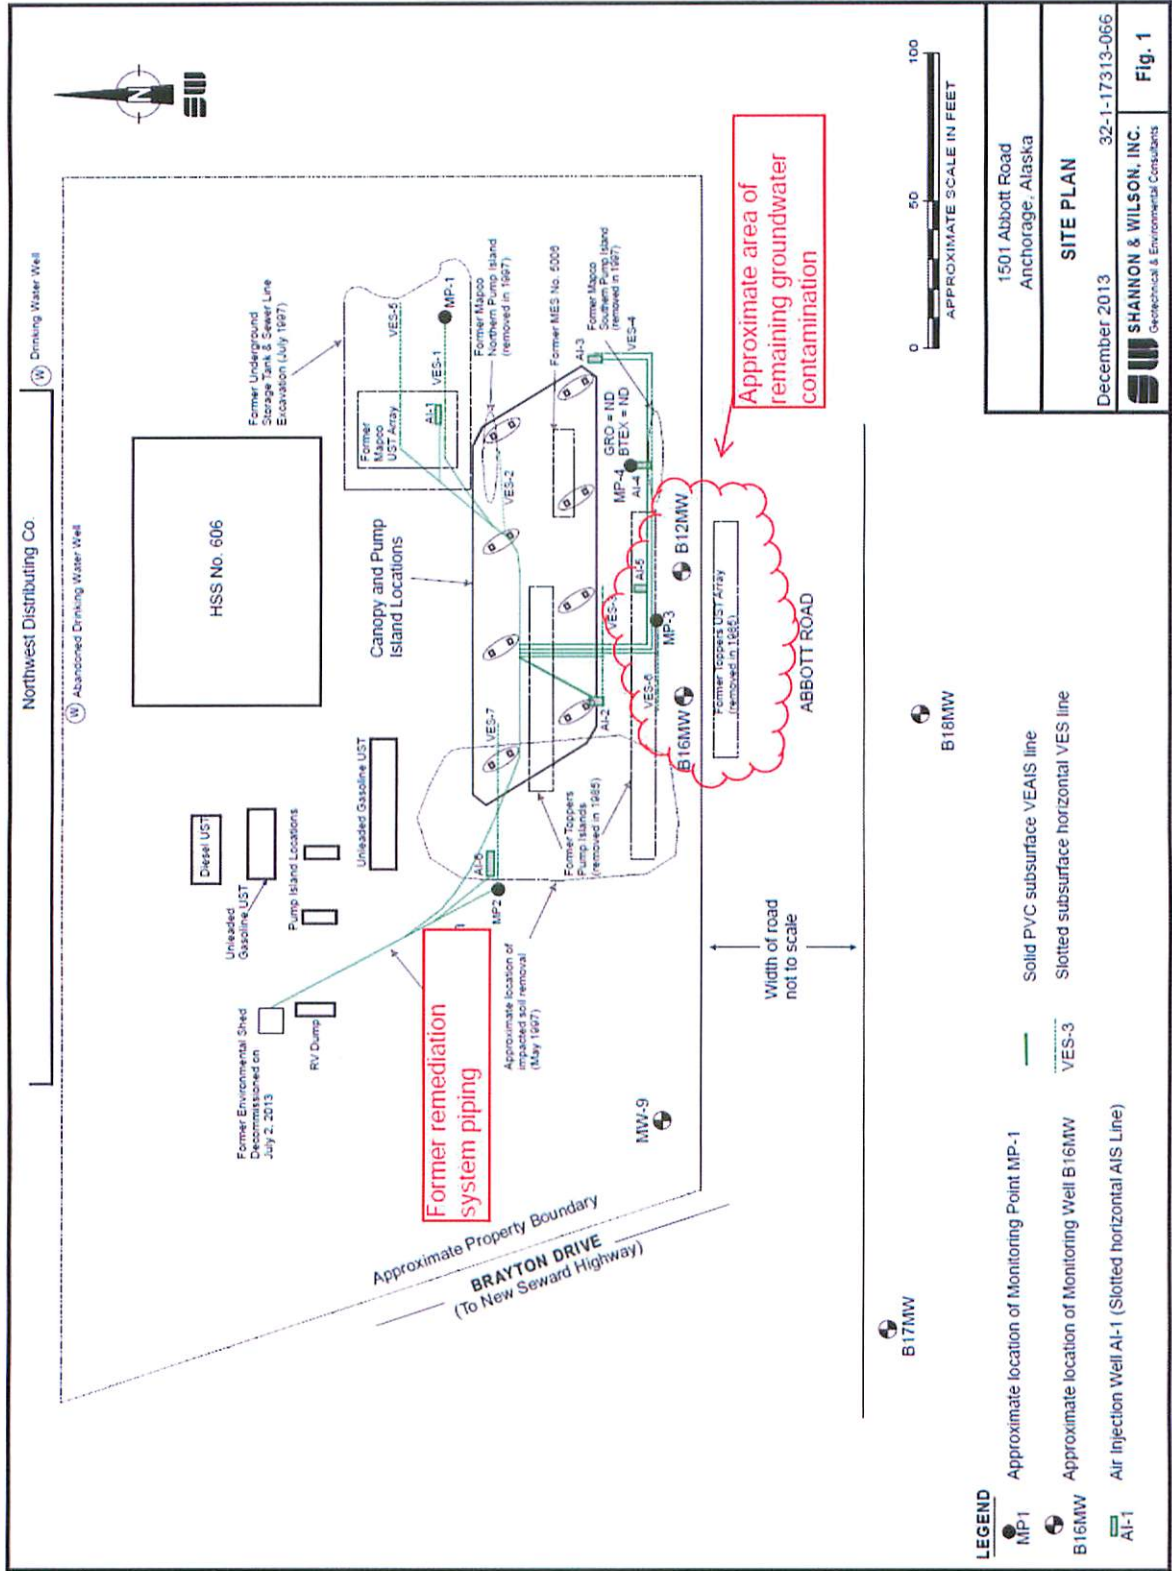 Northwest Distributing Co.
W Drinking Water Well
W Abandoned Drinking Water Well
N
HSS No. 606
Former Underground
Storage Tank & Sewer Line
Excavation (July 1997)
Diesel UST
Unleaded
Gasoline UST
Pump Island Locations
Unleaded Gasoline UST
Former Environmental Shed
Decommissioned on
July 2, 2013
RV Dump
Canopy and Pump
Island Locations
Former
Mapco
UST Array
VES-5
AI-1
VES-1
MP-1
Former Mapco
Northern Pump Island
(removed in 1997)
VES-2
Former MES No. 5006
Former Mapco
Southern Pump Island
(removed in 1997)
AI-3
VES-4
GRO = ND
BTEX = ND
MP-4
AI-4
AI-6
VES-7
MP2
AI-2
VES-3
AI-5
VES-6
MP-3
B12MW
B16MW
Former Toppers
Pump Islands
(removed in 1985)
Approximate location of
impacted soil removal
(May 1997)
Former remediation
system piping
Former Toppers UST Array
(removed in 1985)
ABBOTT ROAD
Approximate area of
remaining groundwater
contamination
Width of road
not to scale
MW-9
Approximate Property Boundary
BRAYTON DRIVE
(To New Seward Highway)
B17MW
B18MW
0 50 100
APPROXIMATE SCALE IN FEET
LEGEND
MP1 Approximate location of Monitoring Point MP-1
B16MW Approximate location of Monitoring Well B16MW
AI-1 Air Injection Well AI-1 (Slotted horizontal AIS Line)
Solid PVC subsurface VEAIS line
VES-3 Slotted subsurface horizontal VES line
1501 Abbott Road
Anchorage, Alaska
SITE PLAN
December 2013 32-1-17313-066
SHANNON & WILSON, INC.
Geotechnical & Environmental Consultants
Fig. 1